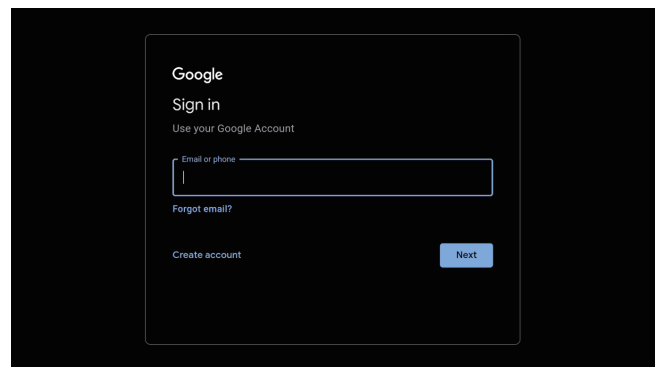 Google
Sign in
Use your Google Account
Email or phone
Forgot email?
Create account
Next